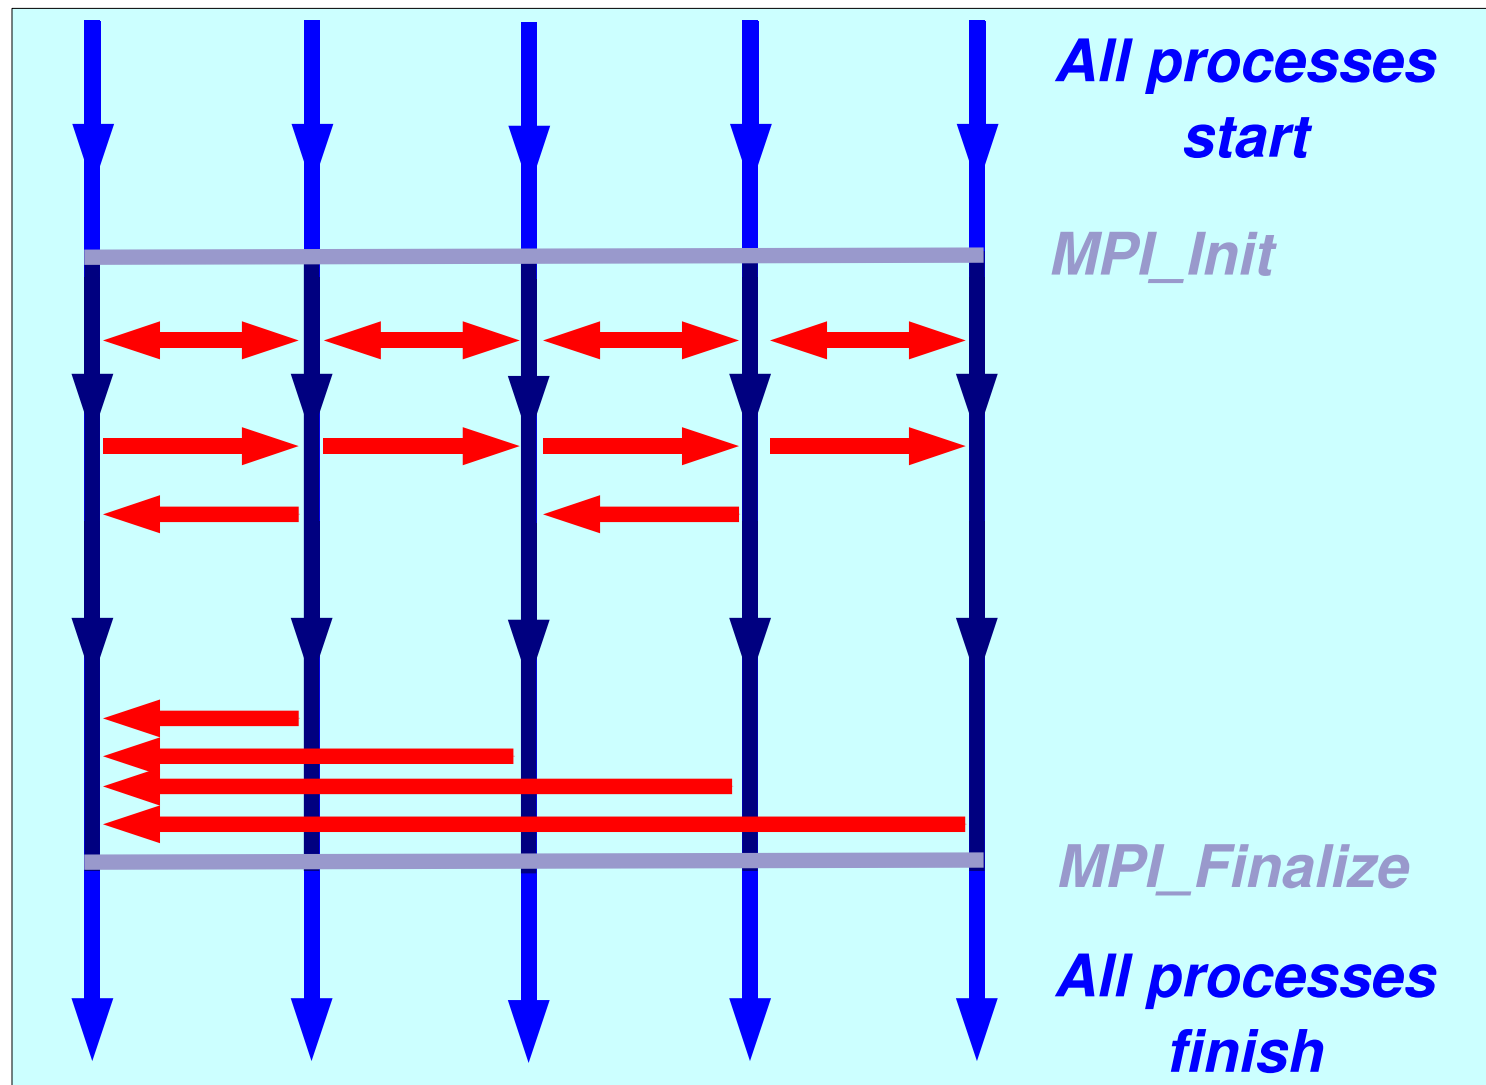 All processes
start
MPI_Init
MPI_Finalize
All processes
finish